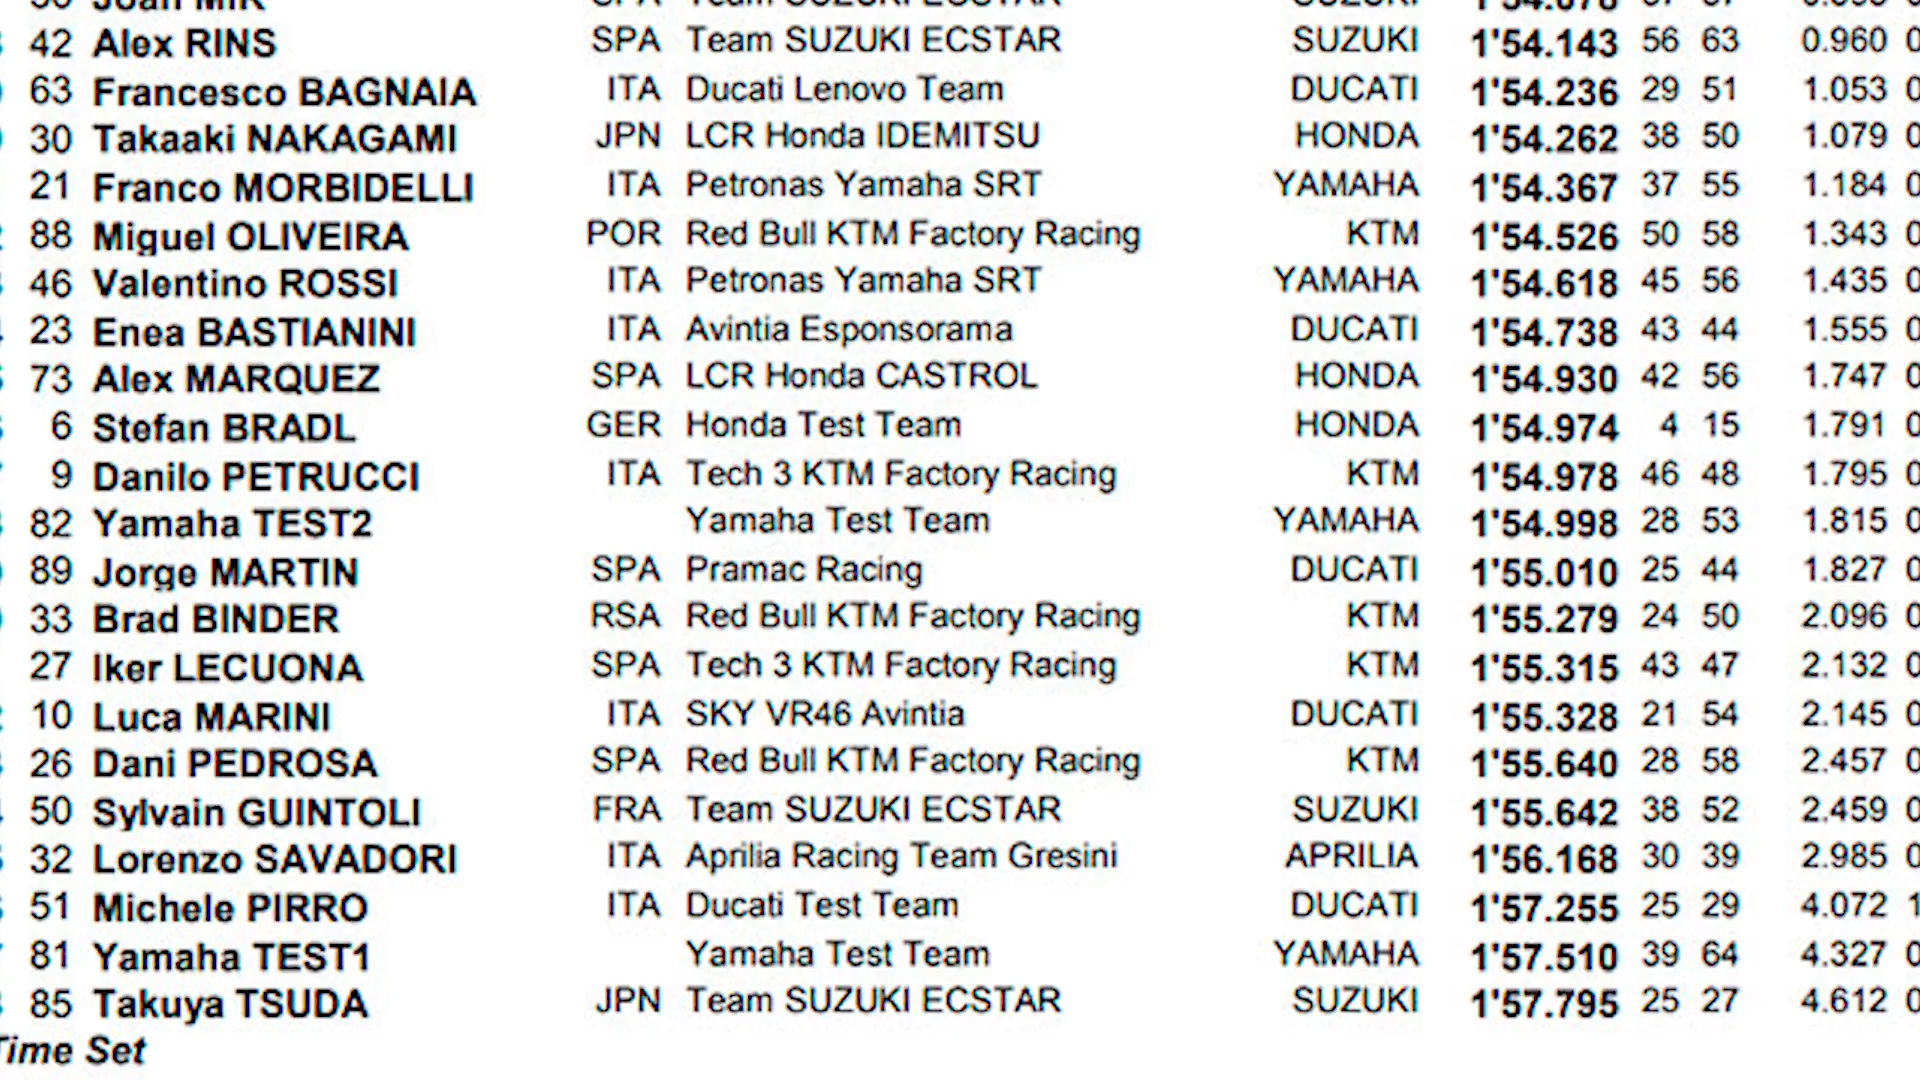 42 Alex RINS SPA Team SUZUKI ECSTAR SUZUKI 1'54.143 56 63 0.960
63 Francesco BAGNAIA ITA Ducati Lenovo Team DUCATI 1'54.236 29 51 1.053
30 Takaaki NAKAGAMI JPN LCR Honda IDEMITSU HONDA 1'54.262 38 50 1.079
21 Franco MORBIDELLI ITA Petronas Yamaha SRT YAMAHA 1'54.367 37 55 1.184
88 Miguel OLIVEIRA POR Red Bull KTM Factory Racing KTM 1'54.526 50 58 1.343
46 Valentino ROSSI ITA Petronas Yamaha SRT YAMAHA 1'54.618 45 56 1.435
23 Enea BASTIANINI ITA Avintia Esponsorama DUCATI 1'54.738 43 44 1.555
73 Alex MARQUEZ SPA LCR Honda CASTROL HONDA 1'54.930 42 56 1.747
6 Stefan BRADL GER Honda Test Team HONDA 1'54.974 4 15 1.791
9 Danilo PETRUCCI ITA Tech 3 KTM Factory Racing KTM 1'54.978 46 48 1.795
82 Yamaha TEST2 Yamaha Test Team YAMAHA 1'54.998 28 53 1.815
89 Jorge MARTIN SPA Pramac Racing DUCATI 1'55.010 25 44 1.827
33 Brad BINDER RSA Red Bull KTM Factory Racing KTM 1'55.279 24 50 2.096
27 Iker LECUONA SPA Tech 3 KTM Factory Racing KTM 1'55.315 43 47 2.132
10 Luca MARINI ITA SKY VR46 Avintia DUCATI 1'55.328 21 54 2.145
26 Dani PEDROSA SPA Red Bull KTM Factory Racing KTM 1'55.640 28 58 2.457
50 Sylvain GUINTOLI FRA Team SUZUKI ECSTAR SUZUKI 1'55.642 38 52 2.459
32 Lorenzo SAVADORI ITA Aprilia Racing Team Gresini APRILIA 1'56.168 30 39 2.985
51 Michele PIRRO ITA Ducati Test Team DUCATI 1'57.255 25 29 4.072
81 Yamaha TEST1 Yamaha Test Team YAMAHA 1'57.510 39 64 4.327
85 Takuya TSUDA JPN Team SUZUKI ECSTAR SUZUKI 1'57.795 25 27 4.612
Time Set